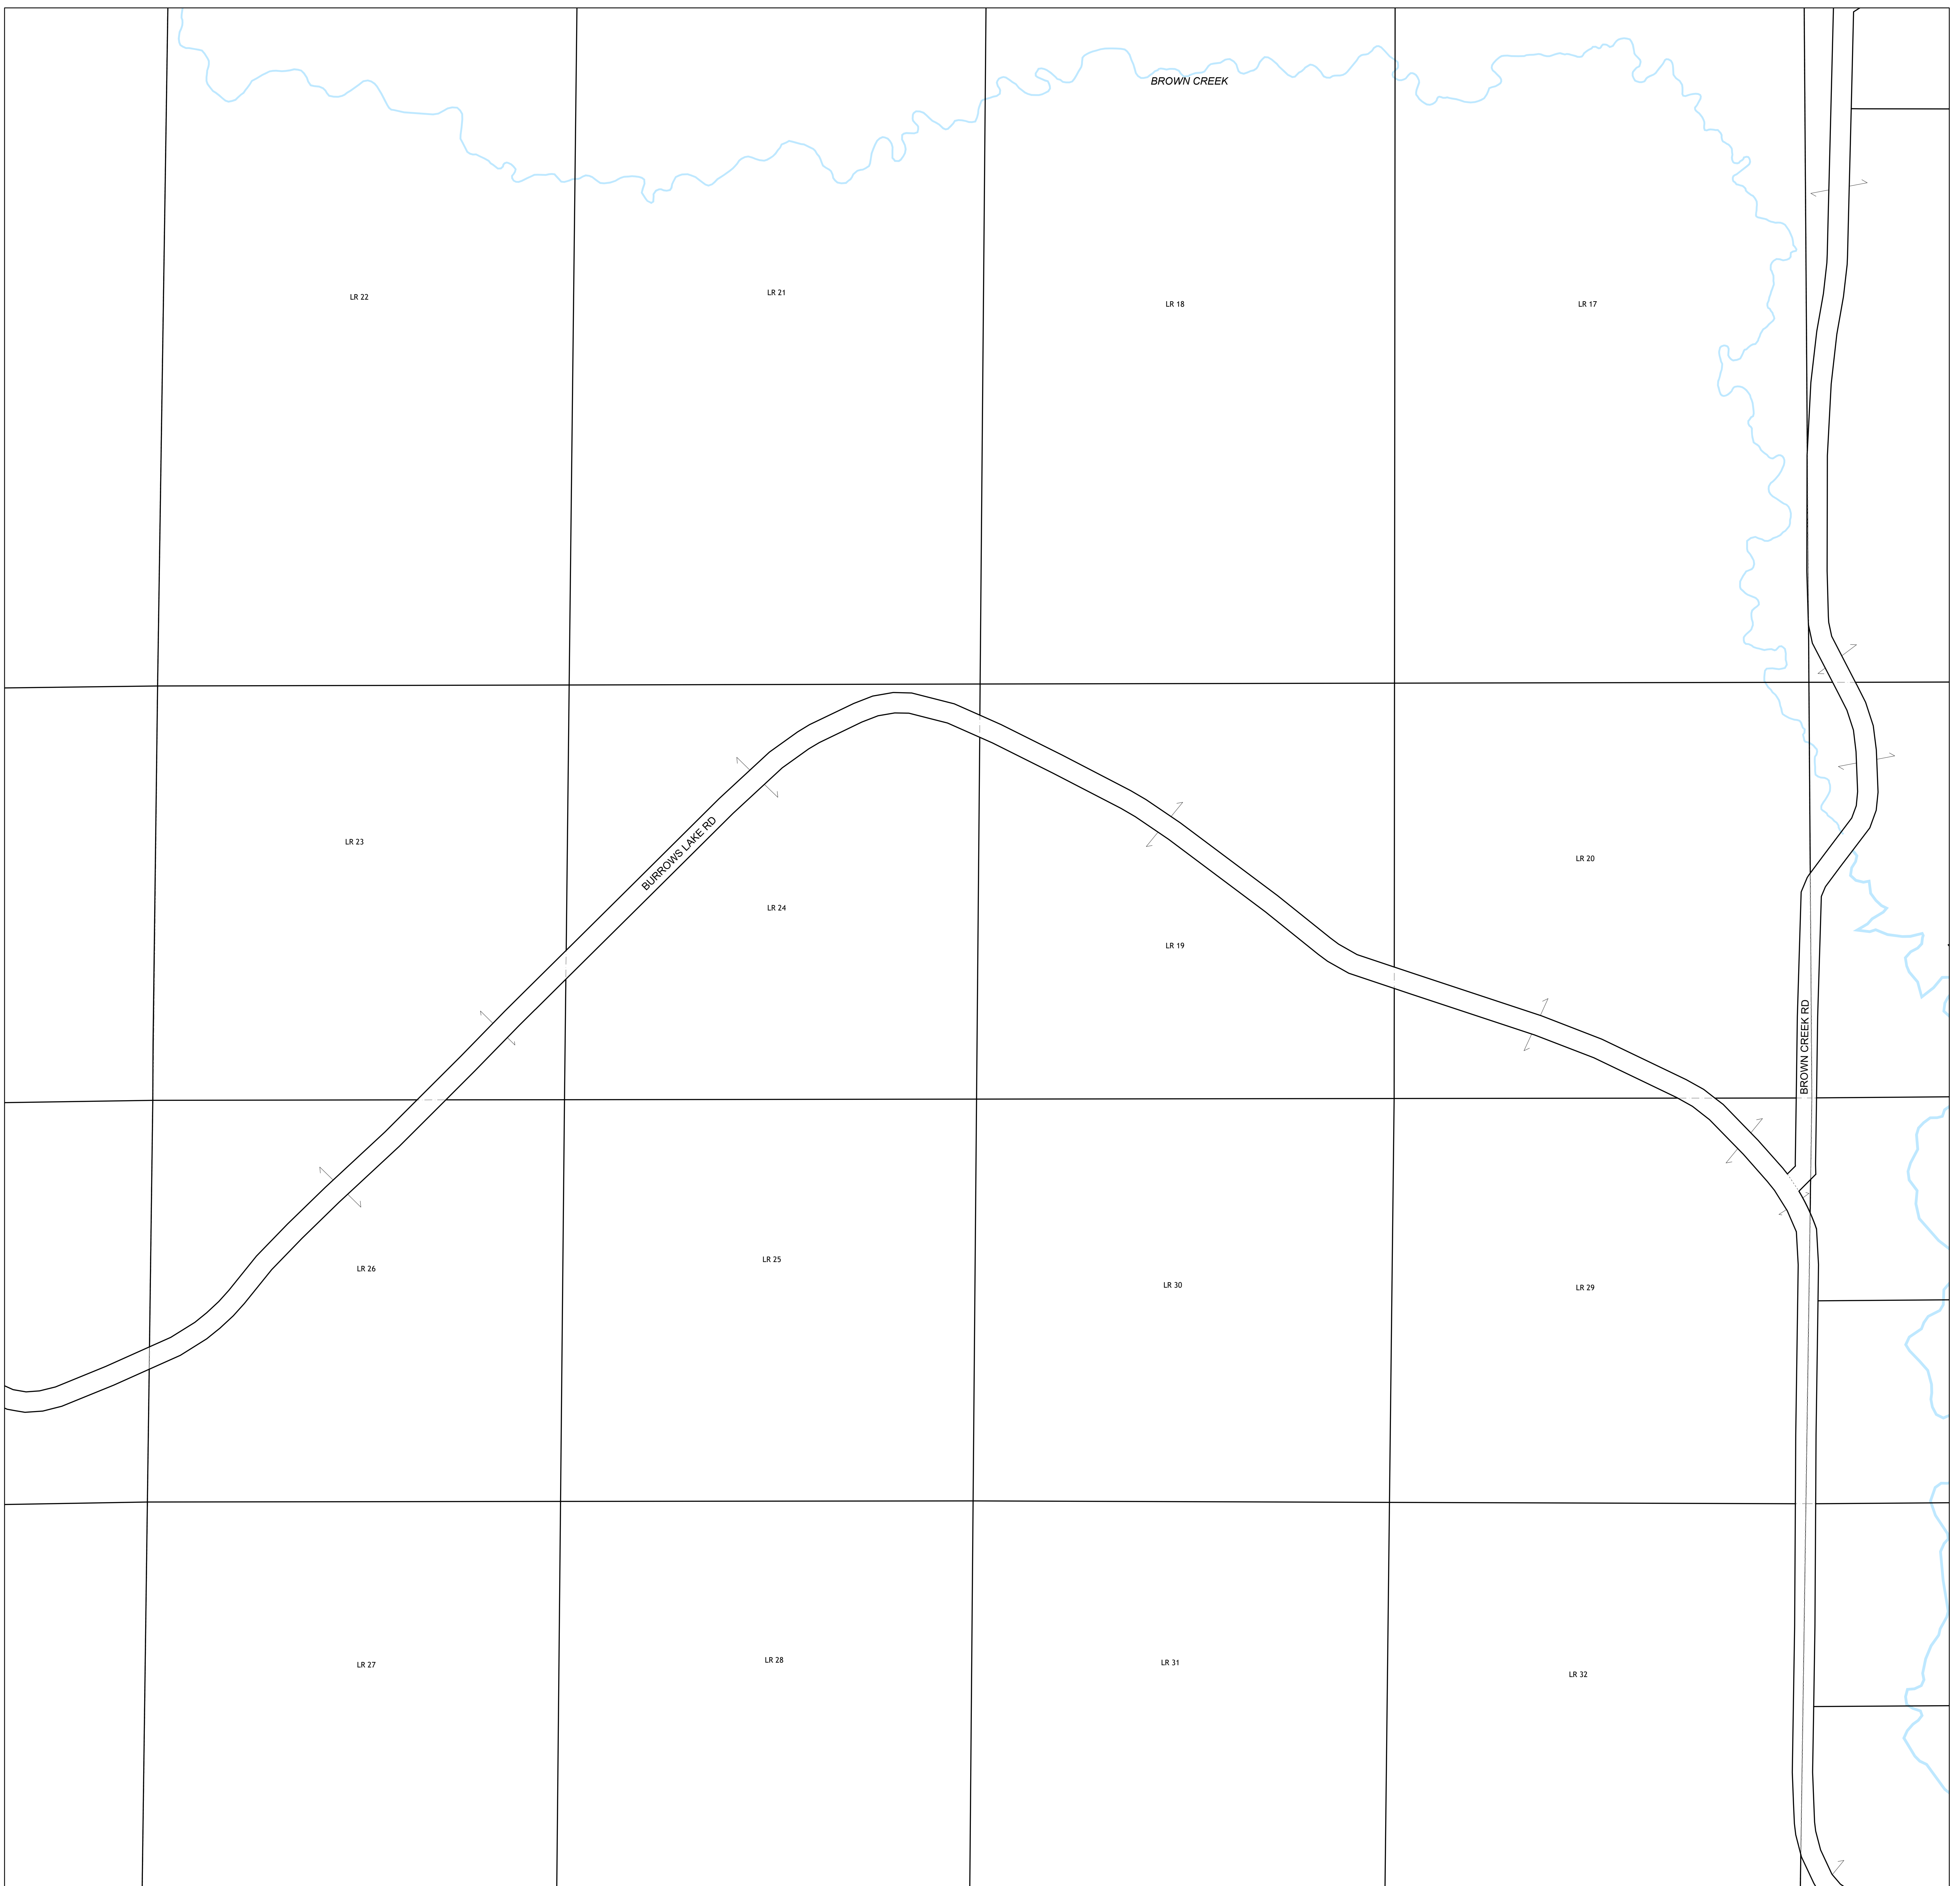 BROWN CREEK
LR 22
LR 21
LR 18
LR 17
BURROWS LAKE RD
LR 23
LR 24
LR 19
LR 20
BROWN CREEK RD
LR 26
LR 25
LR 30
LR 29
LR 27
LR 28
LR 31
LR 32